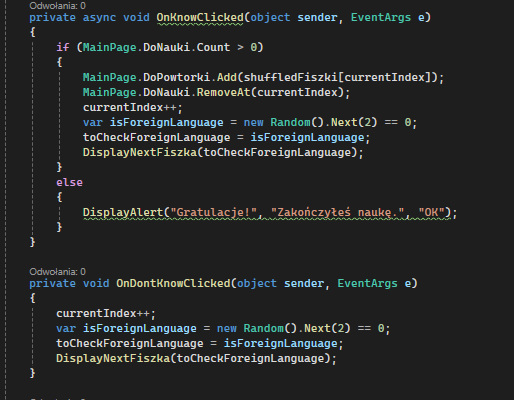 Odwołania: 0
private async void OnKnowClicked(object sender, EventArgs e)
{
if (MainPage.DoNauki.Count > 0)
{
MainPage.DoPowtorki.Add(shuffledFiszki[currentIndex]);
MainPage.DoNauki.RemoveAt(currentIndex);
currentIndex++;
var isForeignLanguage = new Random().Next(2) == 0;
toCheckForeignLanguage = isForeignLanguage;
DisplayNextFiszka(toCheckForeignLanguage);
}
else
{
DisplayAlert("Gratulacje!", "Zakończyłeś naukę.", "OK");
}
}
Odwołania: 0
private void OnDontKnowClicked(object sender, EventArgs e)
{
currentIndex++;
var isForeignLanguage = new Random().Next(2) == 0;
toCheckForeignLanguage = isForeignLanguage;
DisplayNextFiszka(toCheckForeignLanguage);
}